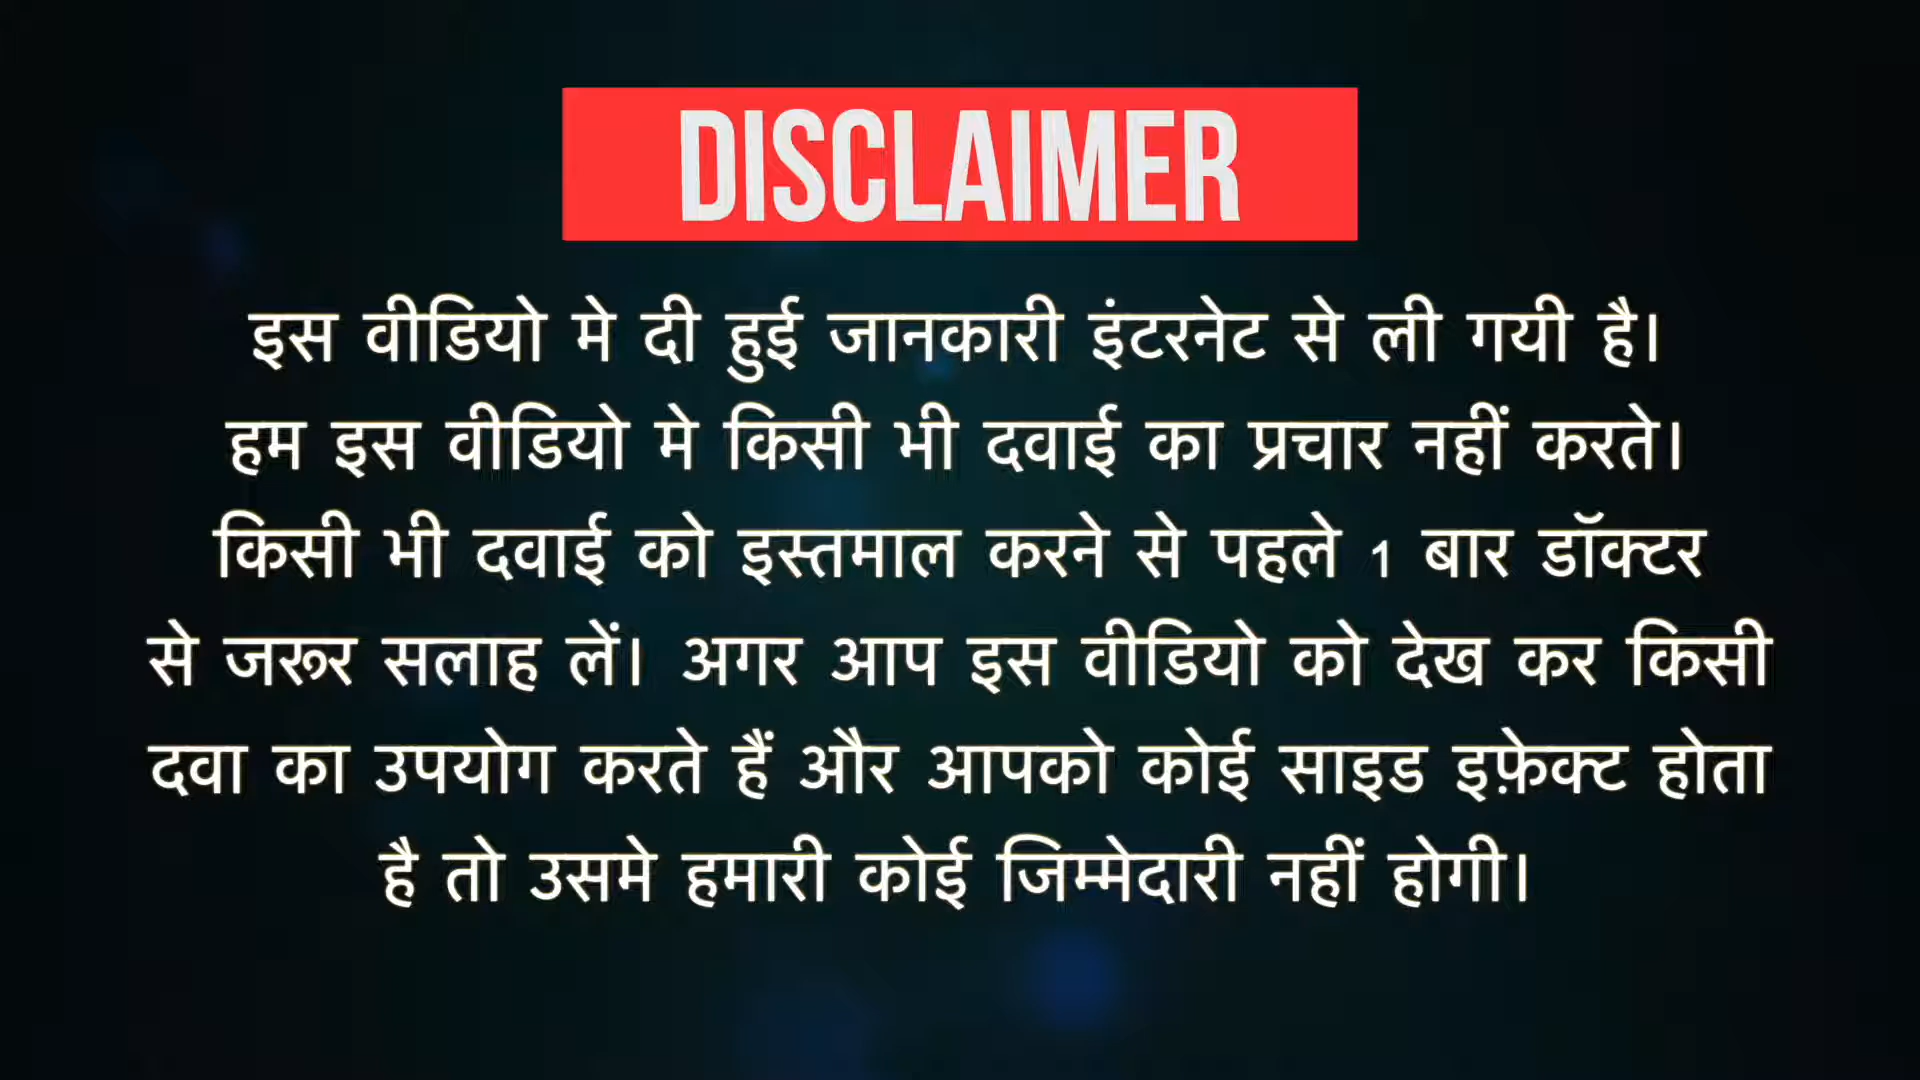 DISCLAIMER
इस वीडियो मे दी हुई जानकारी इंटरनेट से ली गयी है।
हम इस वीडियो मे किसी भी दवाई का प्रचार नहीं करते।
किसी भी दवाई को इस्तमाल करने से पहले 1 बार डॉक्टर
से जरूर सलाह लें। अगर आप इस वीडियो को देख कर किसी
दवा का उपयोग करते हैं और आपको कोई साइड इफ़ेक्ट होता
है तो उसमे हमारी कोई जिम्मेदारी नहीं होगी।